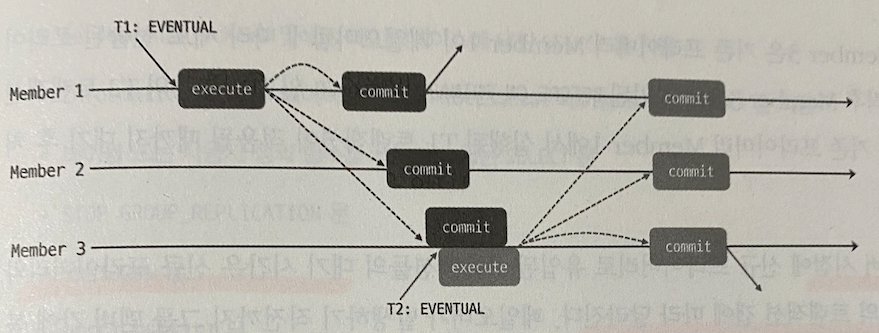 T1: EVENTUAL
Member 1
execute
commit
commit
Member 2
commit
commit
Member 3
commit
execute
commit
T2: EVENTUAL